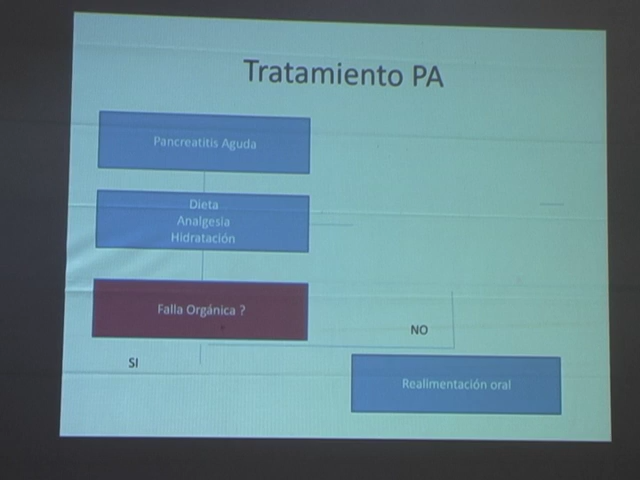 Tratamiento PA
Pancreatitis Aguda
Dieta
Analgesia
Hidratación
Falla Orgánica ?
NO
SI
Realimentación oral